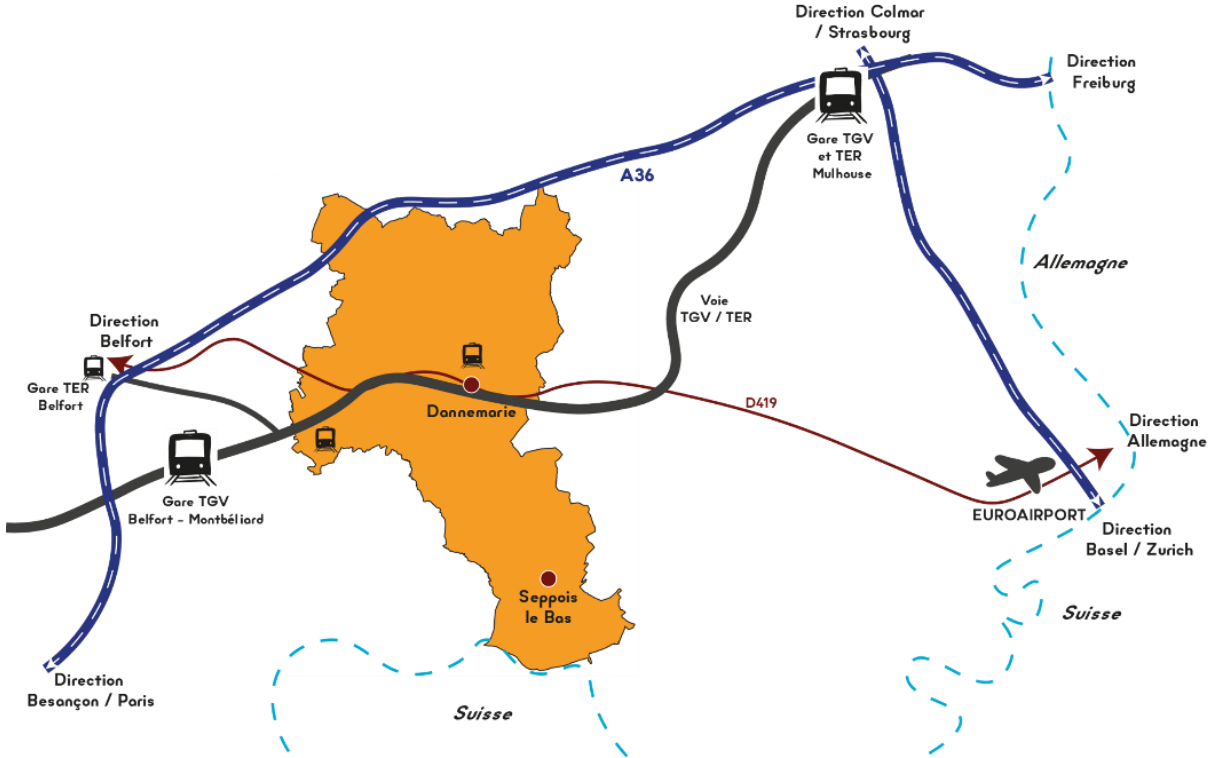 Direction Colmar
/ Strasbourg
Direction
Freiburg
Gare TGV
et TER
Mulhouse
A36
Allemagne
Voie
TGV / TER
Direction
Belfort
Gare TER
Belfort
Dannemarie
D419
Direction
Allemagne
Gare TGV
Belfort - Montbéliard
EUROAIRPORT
Direction
Basel / Zurich
Seppois
le Bas
Suisse
Direction
Besançon / Paris
Suisse